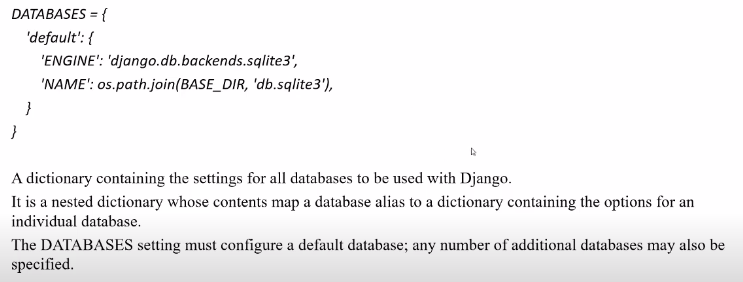 DATABASES = {
'default': {
'ENGINE': 'django.db.backends.sqlite3',
'NAME': os.path.join(BASE_DIR, 'db.sqlite3'),
}
}
A dictionary containing the settings for all databases to be used with Django.
It is a nested dictionary whose contents map a database alias to a dictionary containing the options for an
individual database.
The DATABASES setting must configure a default database; any number of additional databases may also be
specified.